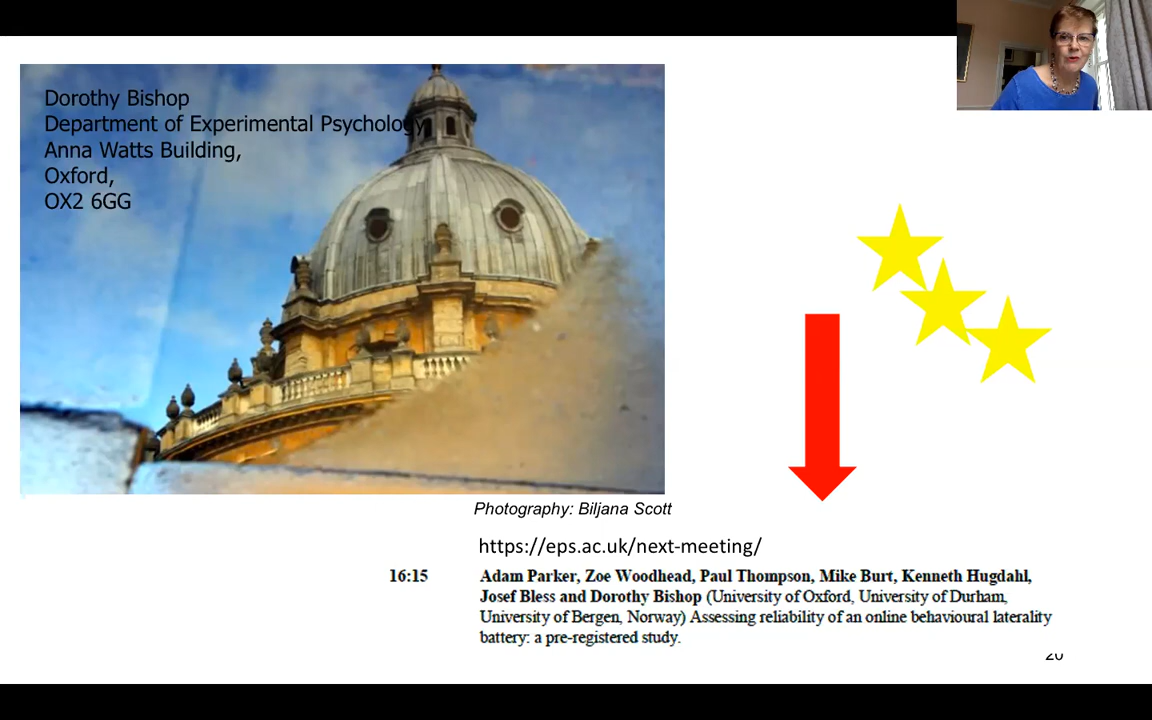 Dorothy Bishop
Department of Experimental Psychology
Anna Watts Building,
Oxford,
OX2 6GG
Photography: Biljana Scott
https://eps.ac.uk/next-meeting/
16:15 Adam Parker, Zoe Woodhead, Paul Thompson, Mike Burt, Kenneth Hugdahl,
Josef Bless and Dorothy Bishop (University of Oxford, University of Durham,
University of Bergen, Norway) Assessing reliability of an online behavioural laterality
battery: a pre-registered study.
20